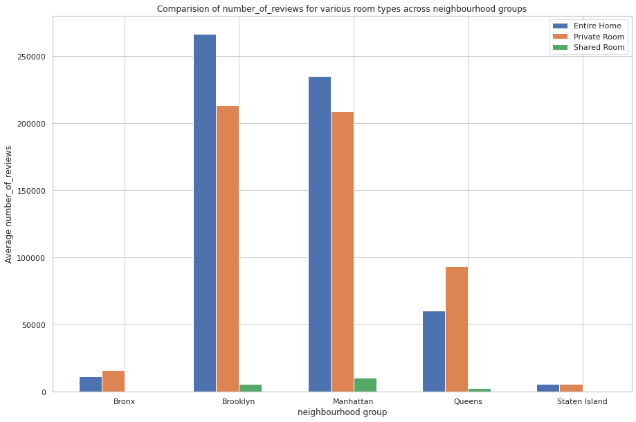 Comparision of number_of_reviews for various room types across neighbourhood groups
Entire Home
Private Room
Shared Room
Average number_of_reviews
250000
200000
150000
100000
50000
0
Bronx Brooklyn Manhattan Queens Staten Island
neighbourhood group